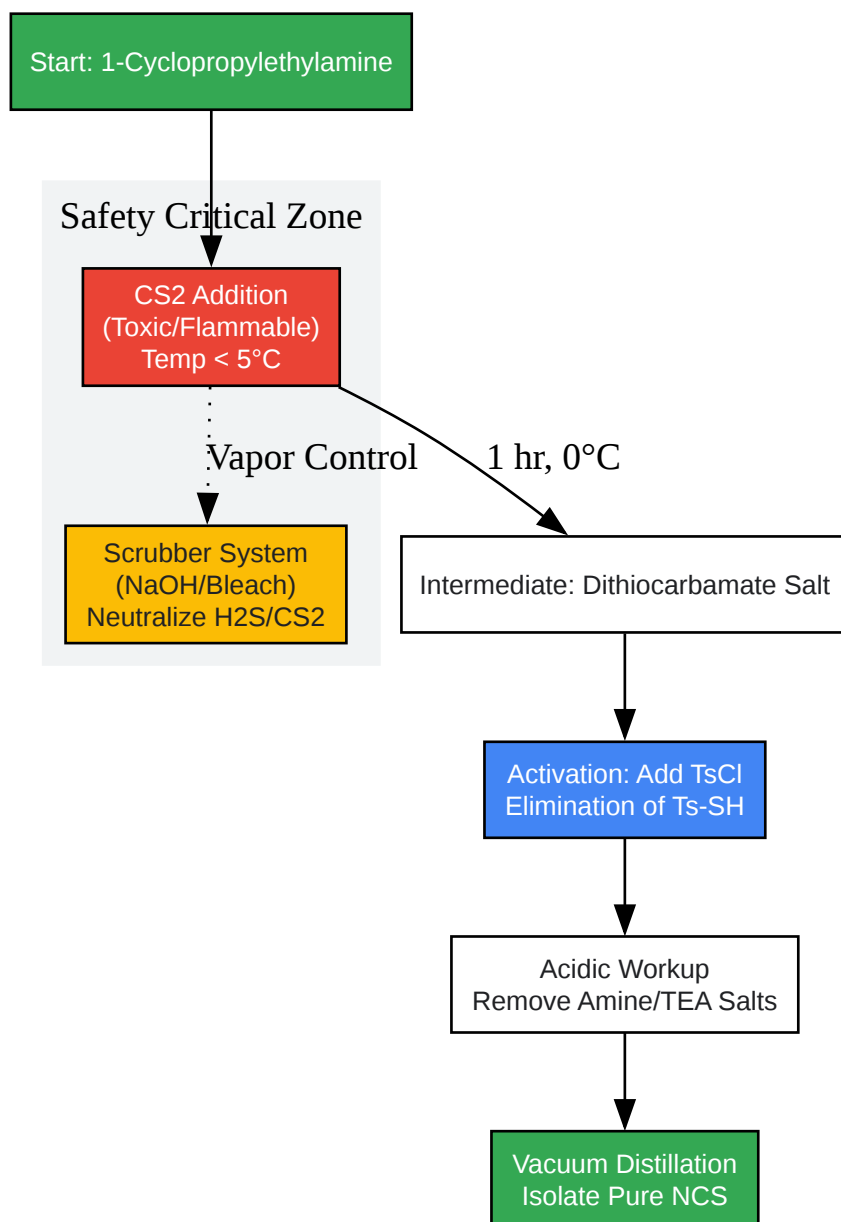 Start: 1-Cyclopropylethylamine
Safety Critical Zone
CS2 Addition
(Toxic/Flammable)
Temp < 5°C
Vapor Control
1 hr, 0°C
Scrubber System
(NaOH/Bleach)
Neutralize H2S/CS2
Intermediate: Dithiocarbamate Salt
Activation: Add TsCl
Elimination of Ts-SH
Acidic Workup
Remove Amine/TEA Salts
Vacuum Distillation
Isolate Pure NCS